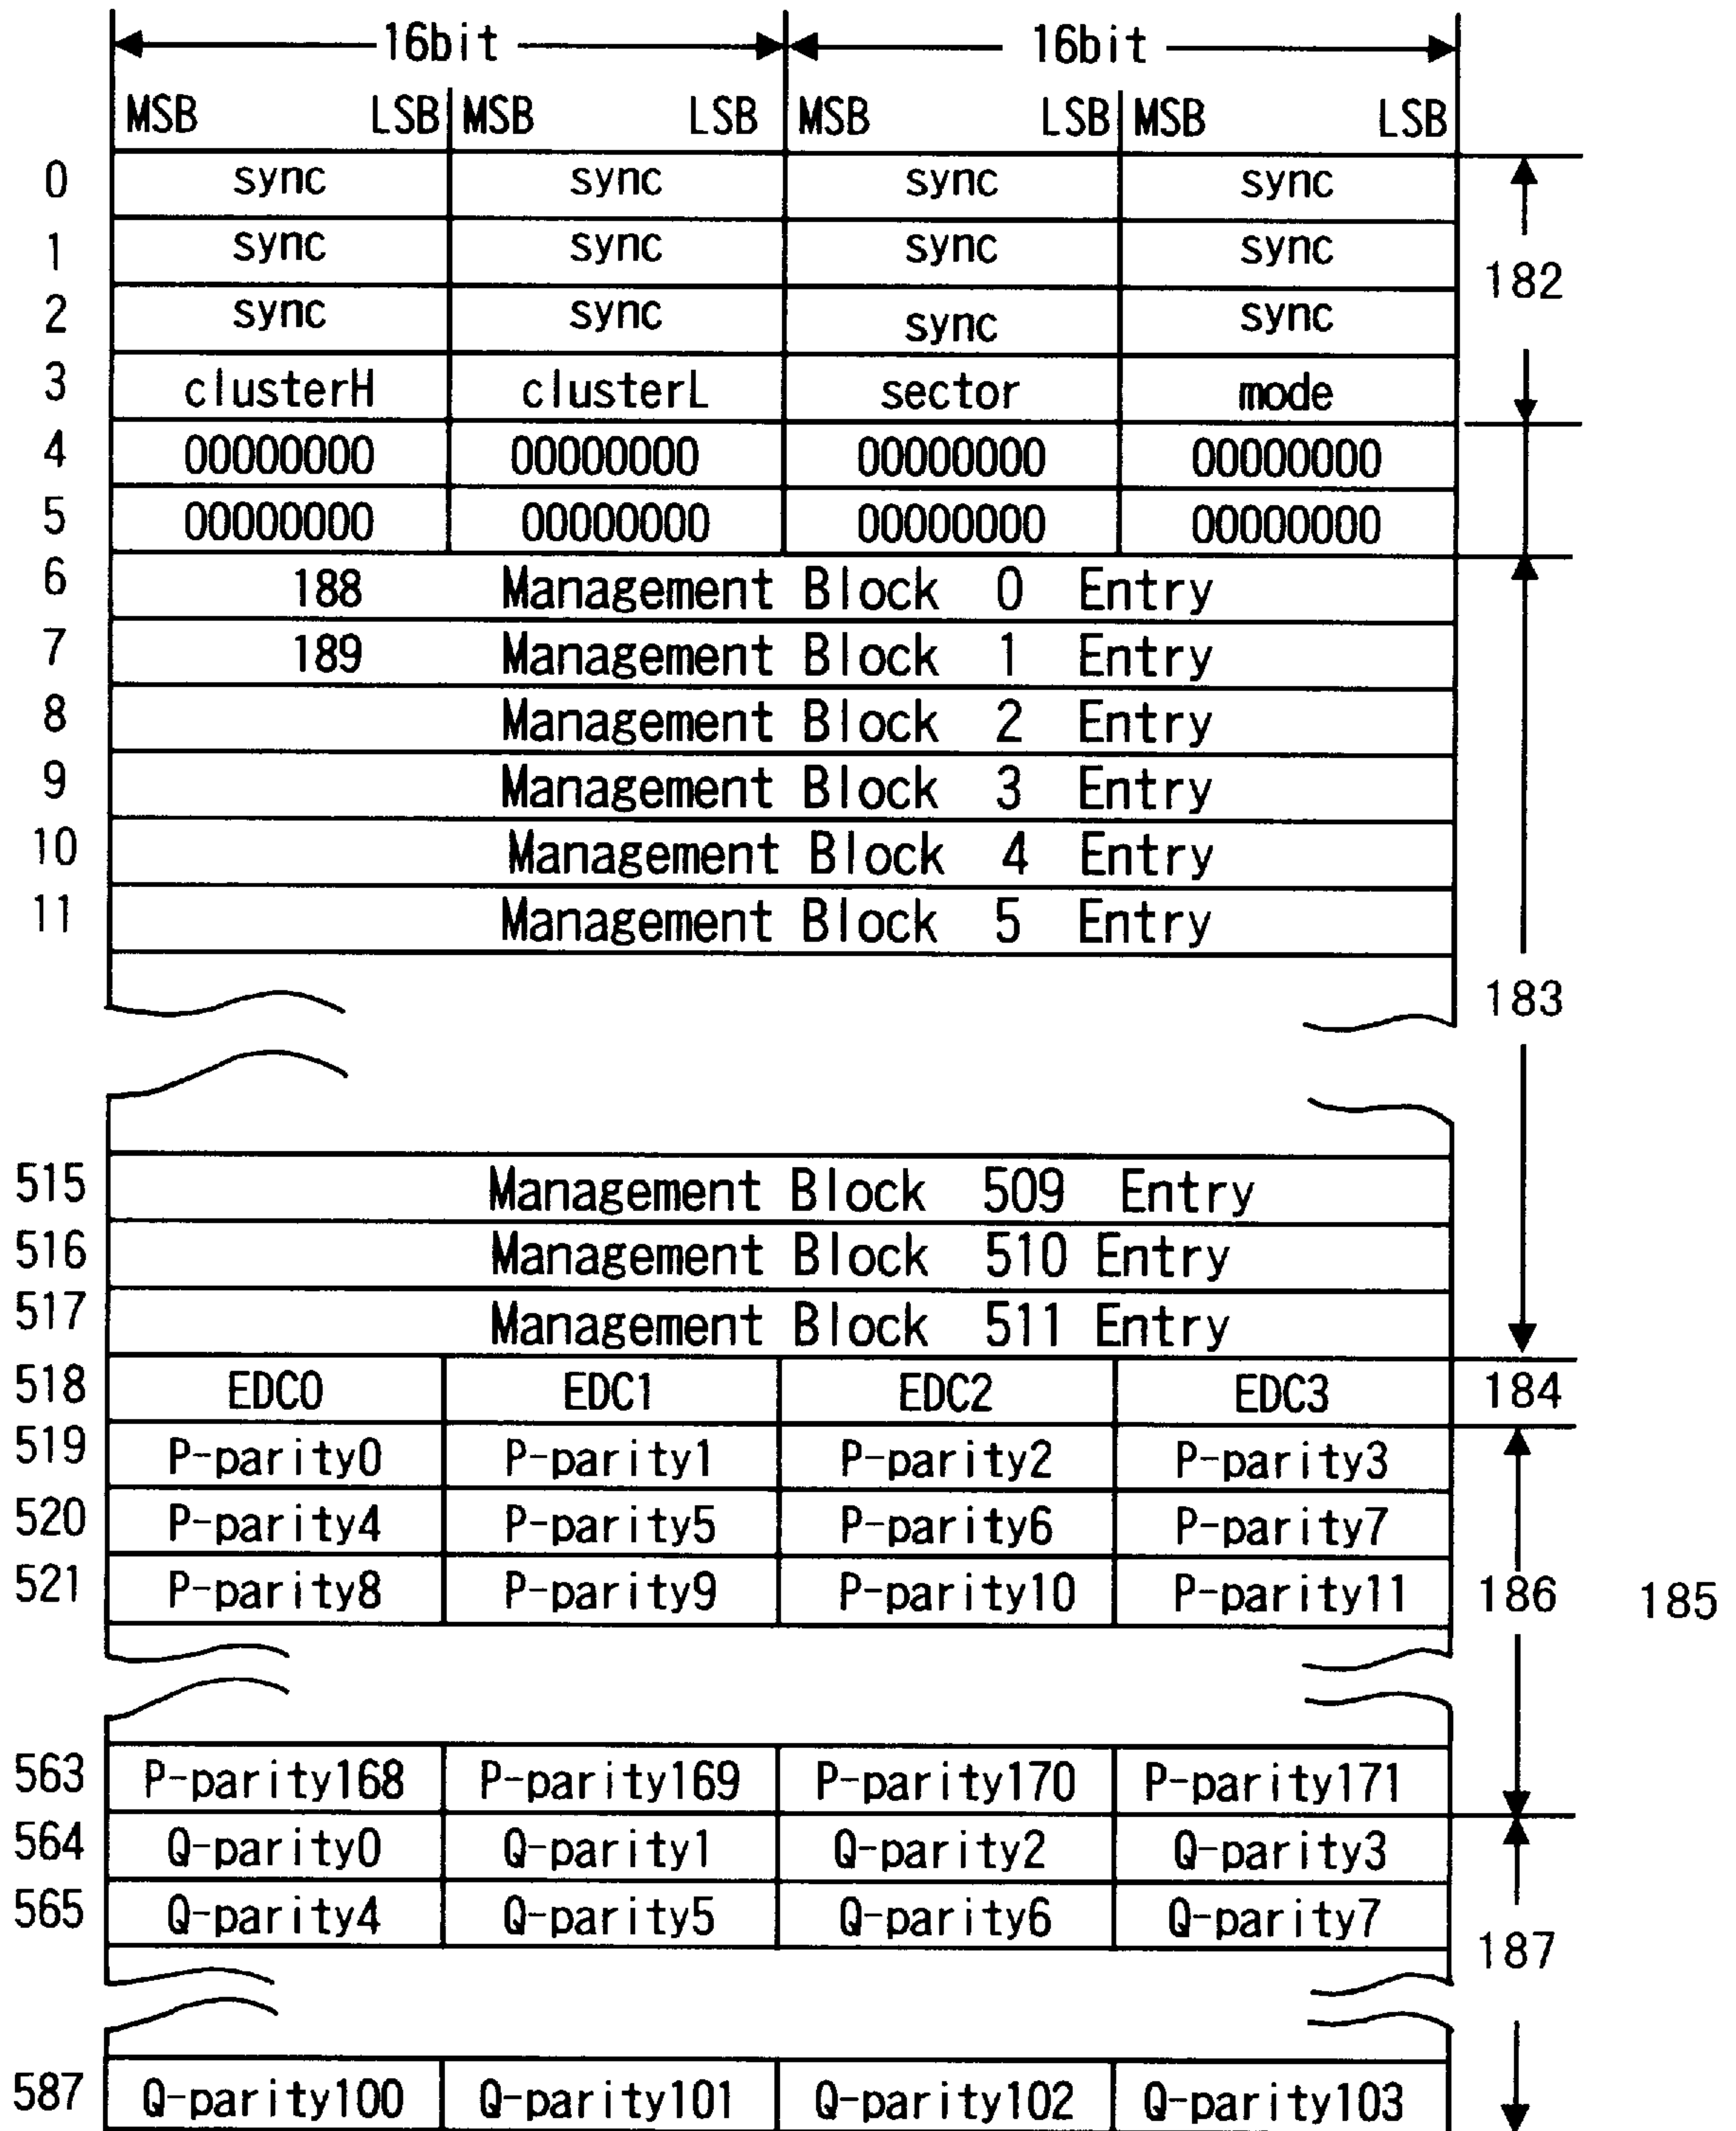 16bit 16bit
MSB LSB MSB LSB MSB LSB MSB LSB
0 sync sync sync sync
1 sync sync sync sync
182
2 sync sync sync sync
3 clusterH clusterL sector mode
4 00000000 00000000 00000000 00000000
5 00000000 00000000 00000000 00000000
6 188 Management Block 0 Entry
7 189 Management Block 1 Entry
8 Management Block 2 Entry
9 Management Block 3 Entry
10 Management Block 4 Entry
11 Management Block 5 Entry
183
515 Management Block 509 Entry
516 Management Block 510 Entry
517 Management Block 511 Entry
518 EDC0 EDC1 EDC2 EDC3 184
519 P-parity0 P-parity1 P-parity2 P-parity3
520 P-parity4 P-parity5 P-parity6 P-parity7
521 P-parity8 P-parity9 P-parity10 P-parity11 186 185
563 P-parity168 P-parity169 P-parity170 P-parity171
564 Q-parity0 Q-parity1 Q-parity2 Q-parity3
565 Q-parity4 Q-parity5 Q-parity6 Q-parity7
187
587 Q-parity100 Q-parity101 Q-parity102 Q-parity103